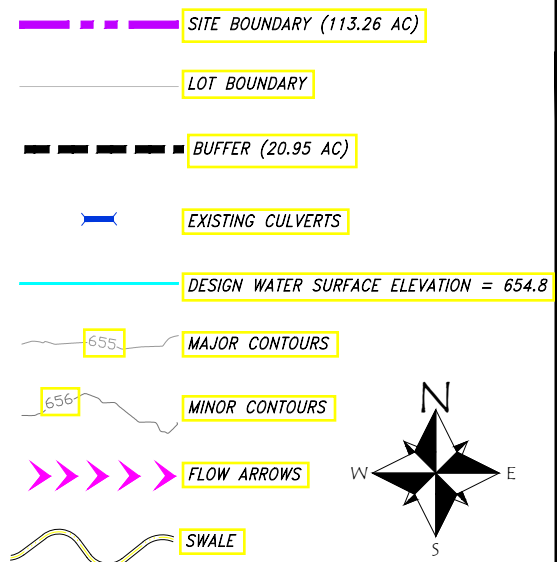 SITE BOUNDARY (113.26 AC)
LOT BOUNDARY
BUFFER (20.95 AC)
EXISTING CULVERTS
DESIGN WATER SURFACE ELEVATION = 654.8
655 MAJOR CONTOURS
656 MINOR CONTOURS
N
FLOW ARROWS
W E
SWALE
S